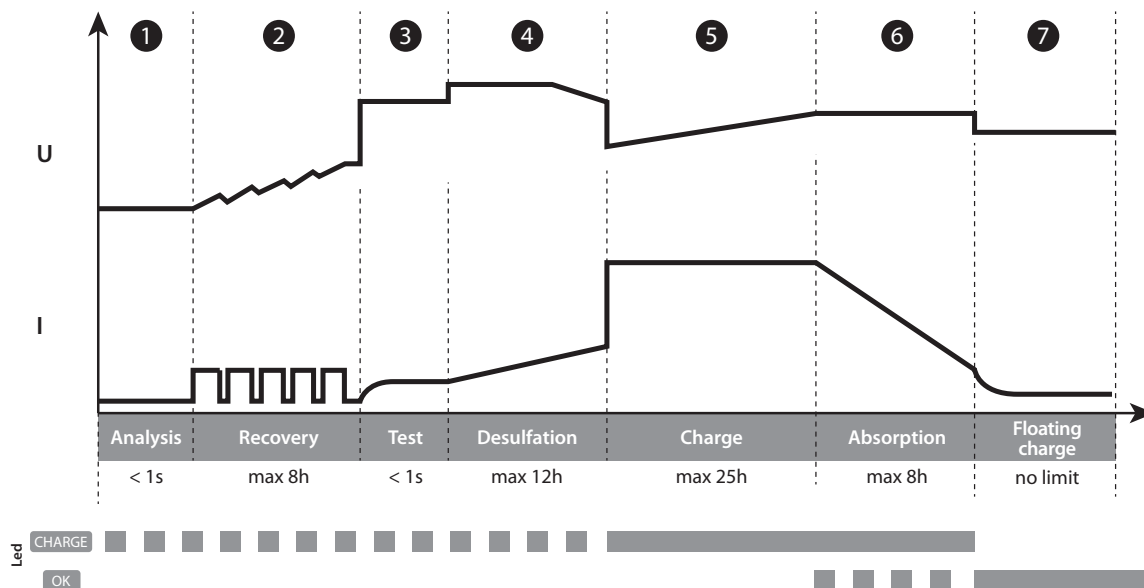 1 2 3 4 5 6 7
U
I
Analysis Recovery Test Desulfation Charge Absorption Floating
charge
< 1s max 8h < 1s max 12h max 25h max 8h no limit
Led
CHARGE
OK